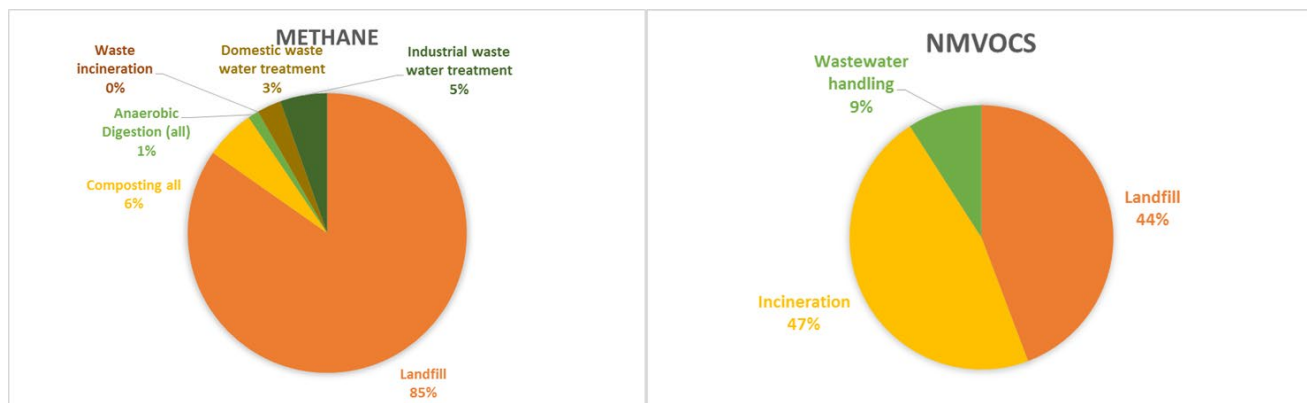 METHANE
Waste
incineration
0%
Domestic waste
water treatment
3%
Industrial waste
water treatment
5%
Anaerobic
Digestion (all)
1%
Composting all
6%
Landfill
85%
NMVOCS
Wastewater
handling
9%
Landfill
44%
Incineration
47%